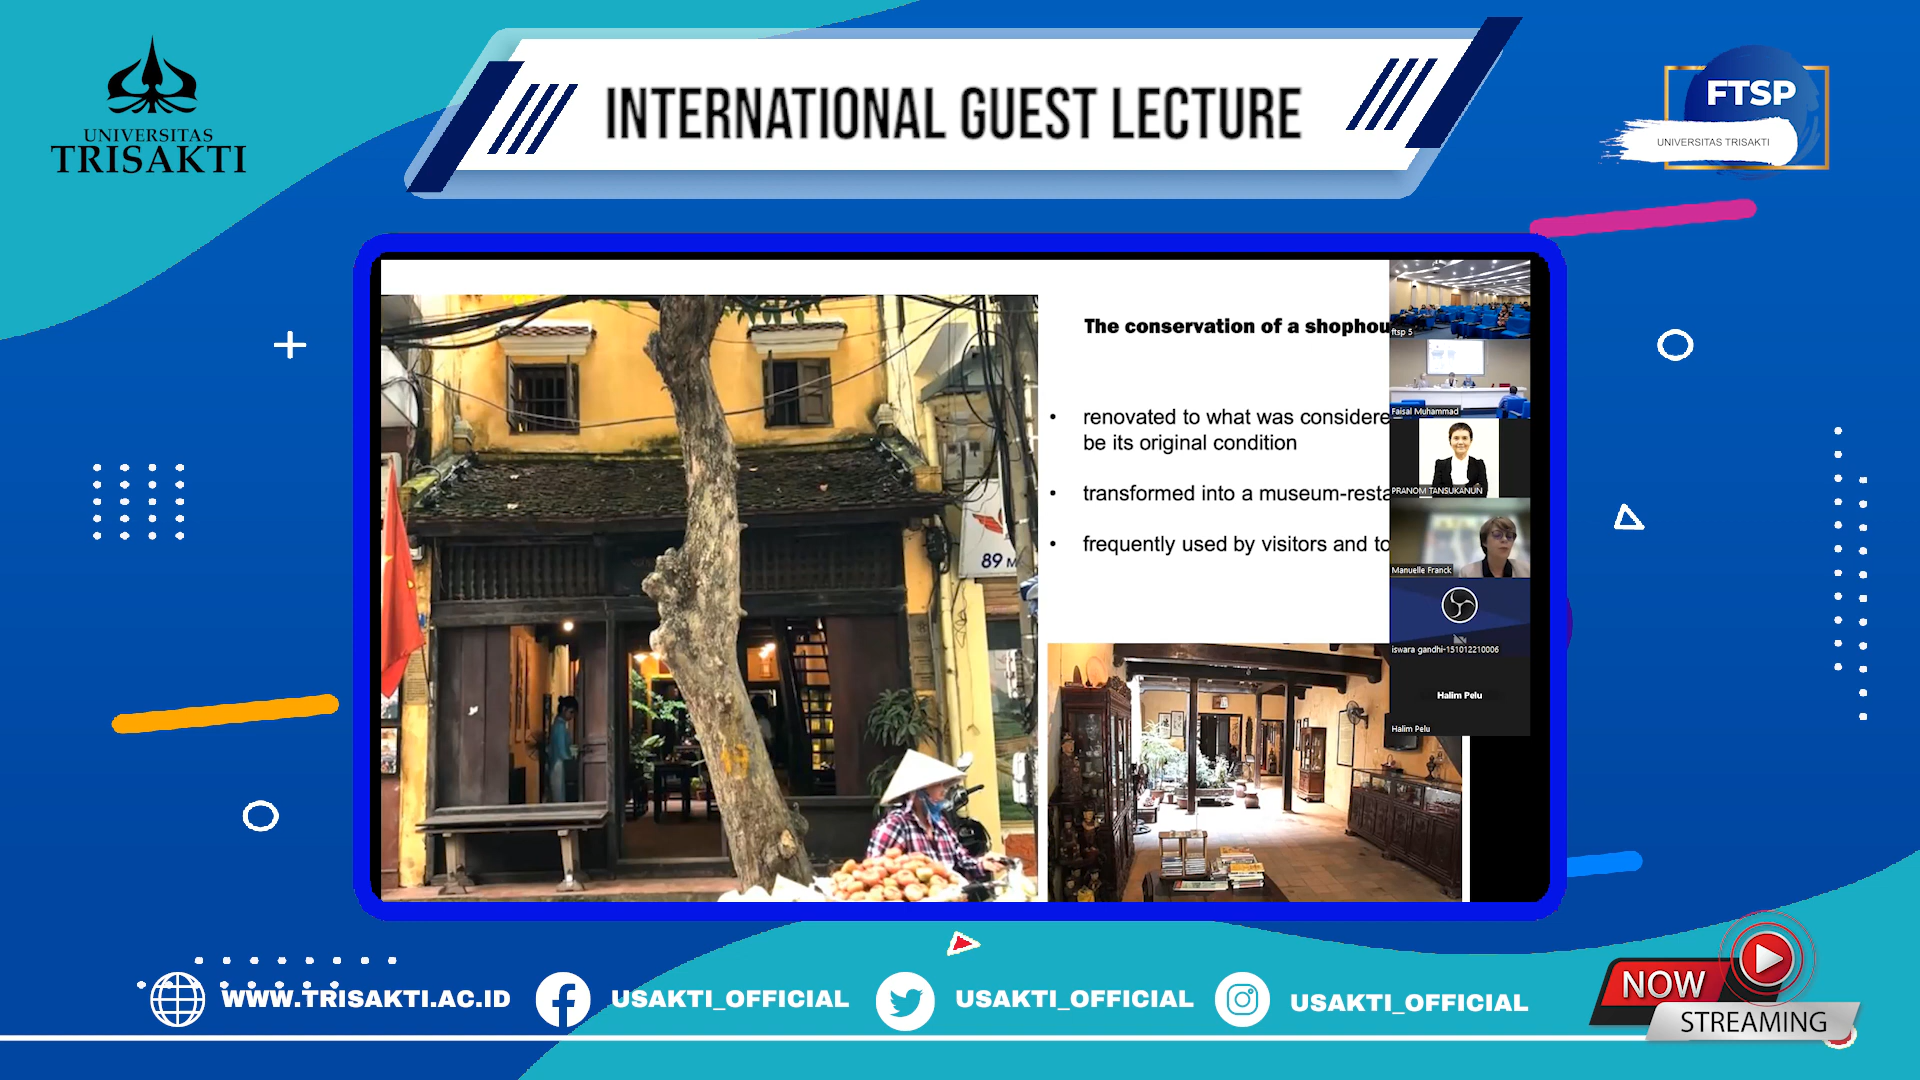 UNIVERSITAS
TRISAKTI
INTERNATIONAL GUEST LECTURE
FTSP
UNIVERSITAS TRISAKTI
The conservation of a shophou
• renovated to what was considere
be its original condition
• transformed into a museum-resta
• frequently used by visitors and to
89 M
ftsp 5
Faisal Muhammad
PRANOM TANSUKANUN
Manuelle Franck
iswara gandhi-151012210006
Halim Pelu
Halim Pelu
WWW.TRISAKTI.AC.ID
USAKTI_OFFICIAL
USAKTI_OFFICIAL
USAKTI_OFFICIAL
NOW
STREAMING